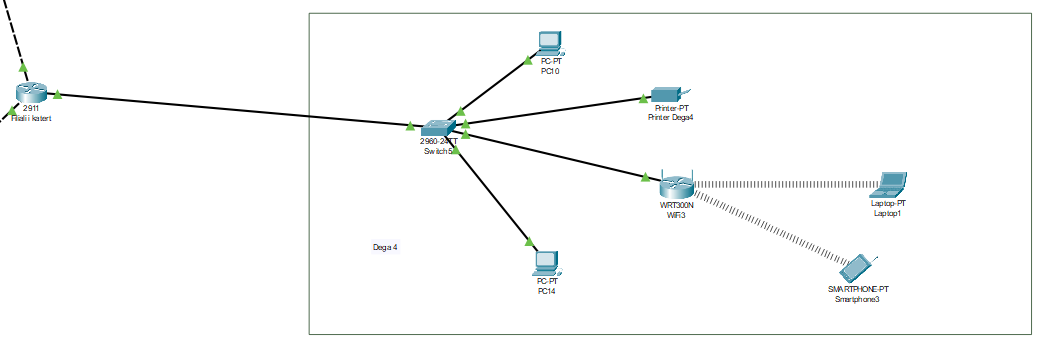 PC-PT
PC10
2911
Filiali i katert
Printer-PT
Printer Dega4
2960-24TT
Switch5
WRT300N
WiFi3
Laptop-PT
Laptop1
Dega 4
PC-PT
PC14
SMARTPHONE-PT
Smartphone3